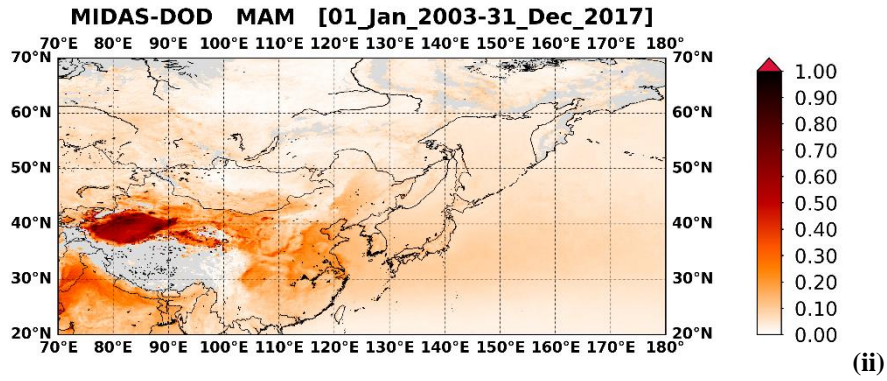 MIDAS-DOD MAM [01_Jan_2003-31_Dec_2017]
70°E 80°E 90°E 100°E 110°E 120°E 130°E 140°E 150°E 160°E 170°E 180°
70°N 70°N
60°N 60°N
50°N 50°N
40°N 40°N
30°N 30°N
20°N 20°N
70°E 80°E 90°E 100°E 110°E 120°E 130°E 140°E 150°E 160°E 170°E 180°
1.00
0.90
0.80
0.70
0.60
0.50
0.40
0.30
0.20
0.10
0.00
(ii)